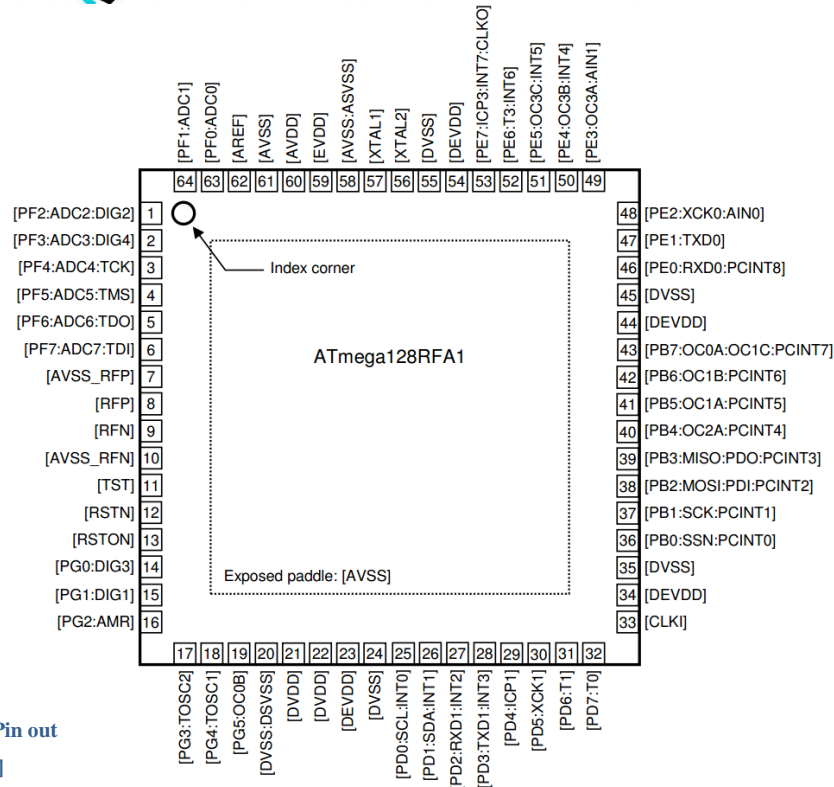 [PF1:ADC1]
[PF0:ADC0]
[AREF]
[AVSS]
[AVDD]
[EVDD]
[AVSS:ASVSS]
[XTAL1]
[XTAL2]
[DVSS]
[DEVDD]
[PE7:ICP3:INT7:CLKO]
[PE6:T3:INT6]
[PE5:OC3C:INT5]
[PE4:OC3B:INT4]
[PE3:OC3A:AIN1]
64 63 62 61 60 59 58 57 56 55 54 53 52 51 50 49
[PF2:ADC2:DIG2] 1
[PF3:ADC3:DIG4] 2
[PF4:ADC4:TCK] 3
[PF5:ADC5:TMS] 4
[PF6:ADC6:TDO] 5
[PF7:ADC7:TDI] 6
[AVSS_RFP] 7
[RFP] 8
[RFN] 9
[AVSS_RFN] 10
[TST] 11
[RSTN] 12
[RSTON] 13
[PG0:DIG3] 14
[PG1:DIG1] 15
[PG2:AMR] 16
Index corner
ATmega128RFA1
Exposed paddle: [AVSS]
48 [PE2:XCK0:AIN0]
47 [PE1:TXD0]
46 [PE0:RXD0:PCINT8]
45 [DVSS]
44 [DEVDD]
43 [PB7:OC0A:OC1C:PCINT7]
42 [PB6:OC1B:PCINT6]
41 [PB5:OC1A:PCINT5]
40 [PB4:OC2A:PCINT4]
39 [PB3:MISO:PDO:PCINT3]
38 [PB2:MOSI:PDI:PCINT2]
37 [PB1:SCK:PCINT1]
36 [PB0:SSN:PCINT0]
35 [DVSS]
34 [DEVDD]
33 [CLKI]
17 18 19 20 21 22 23 24 25 26 27 28 29 30 31 32
[PG3:TOSC2]
[PG4:TOSC1]
[PG5:OC0B]
[DVSS:DSVSS]
[DVDD]
[DVDD]
[DEVDD]
[DVSS]
[PD0:SCL:INT0]
[PD1:SDA:INT1]
PD2:RXD1:INT2]
[PD3:TXD1:INT3]
[PD4:ICP1]
[PD5:XCK1]
[PD6:T1]
[PD7:T0]
Pin out
]